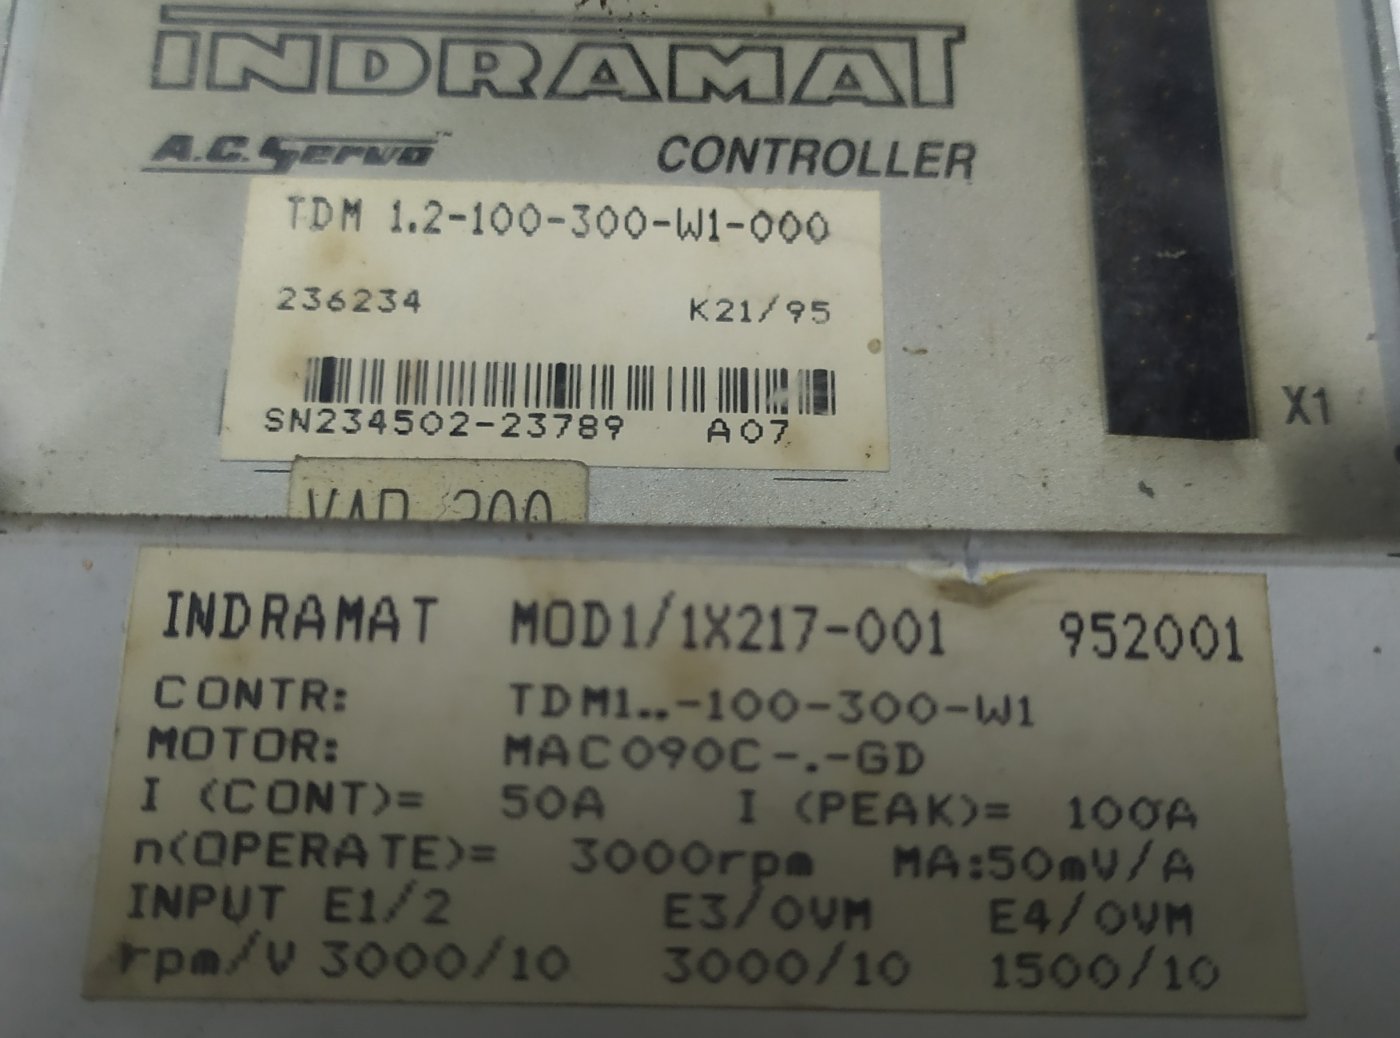 INDRAMAT
A.C. Servo™ CONTROLLER
TDM 1.2-100-300-W1-000
236234 K21/95
SN234502-23789 A07
X1
200
INDRAMAT MOD1/1X217-001 952001
CONTR: TDM1..-100-300-W1
MOTOR: MAC090C-.-GD
I (CONT)= 50A I (PEAK)= 100A
n(OPERATE)= 3000rpm MA:50mV/A
INPUT E1/2 E3/0VM E4/0VM
rpm/V 3000/10 3000/10 1500/10